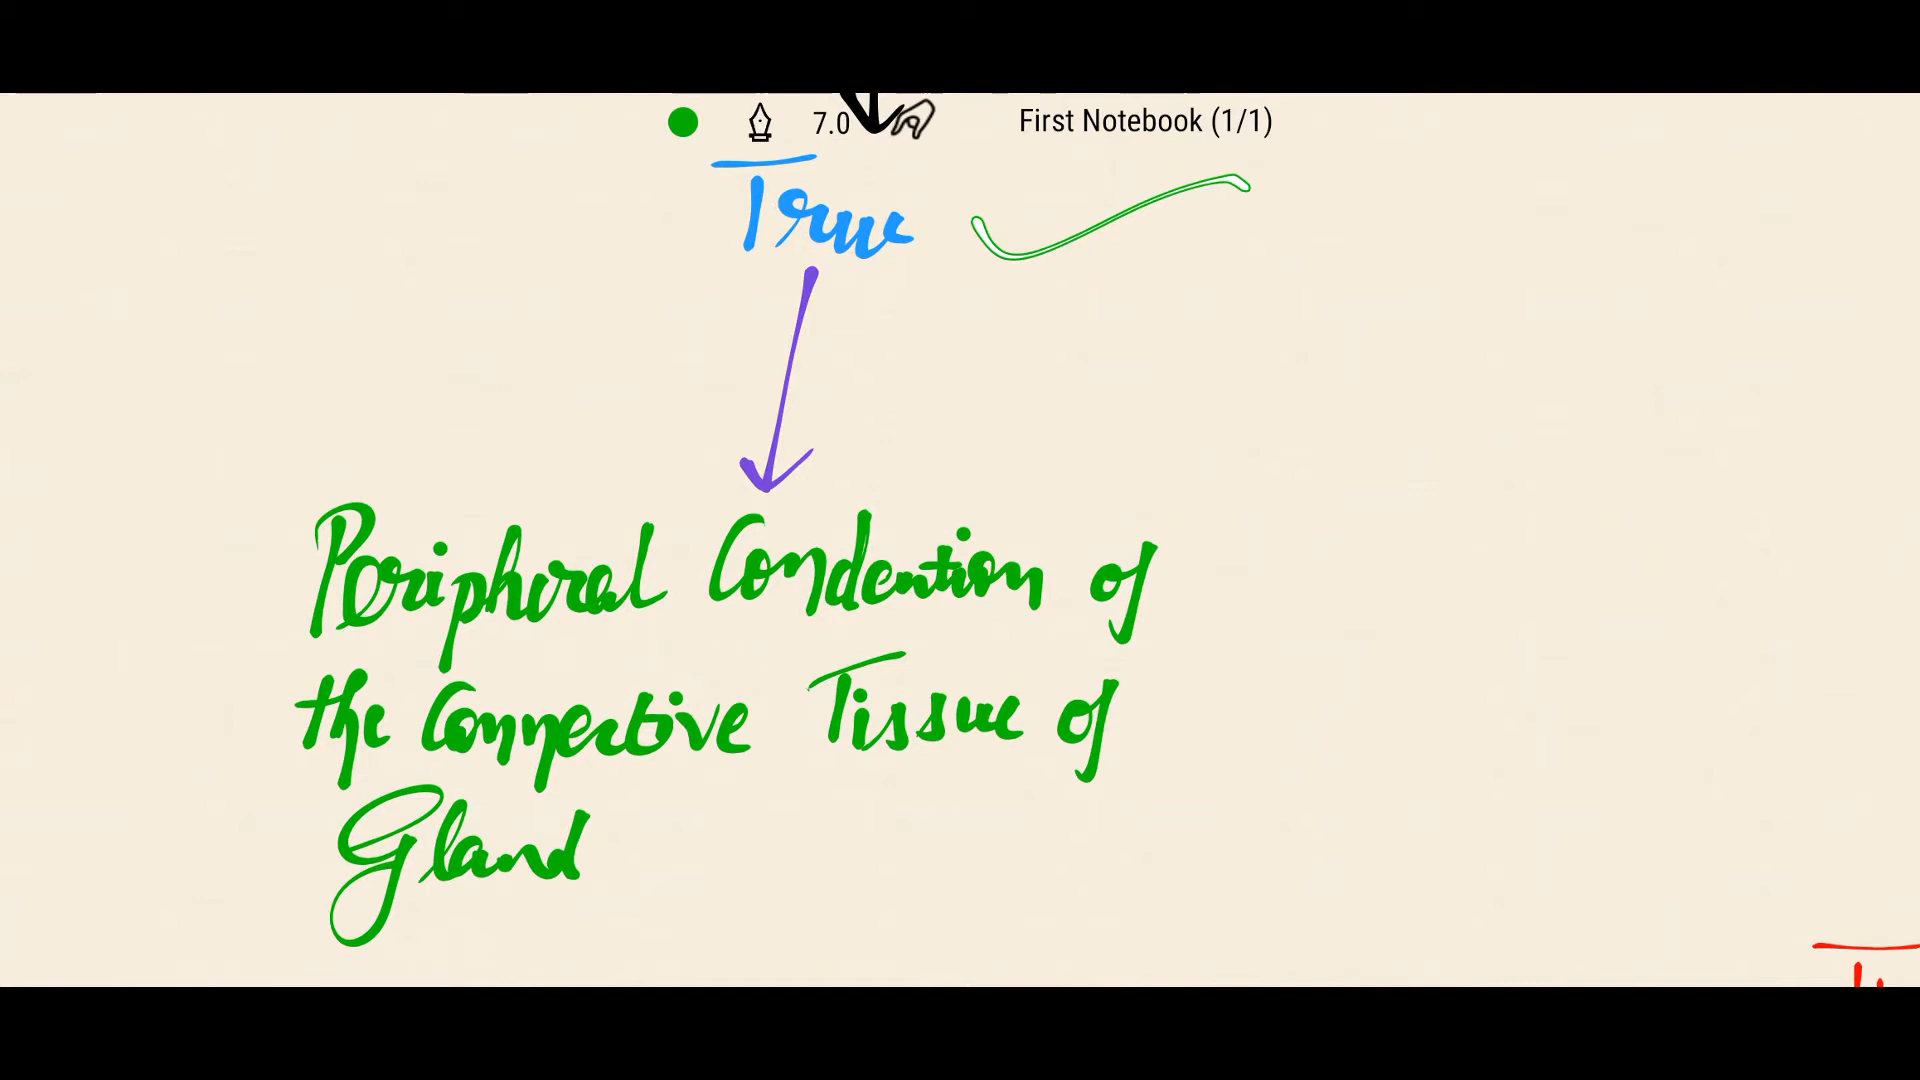 7.0 First Notebook (1/1)
True
Peripheral Condention of
the Connective Tissue of
Gland